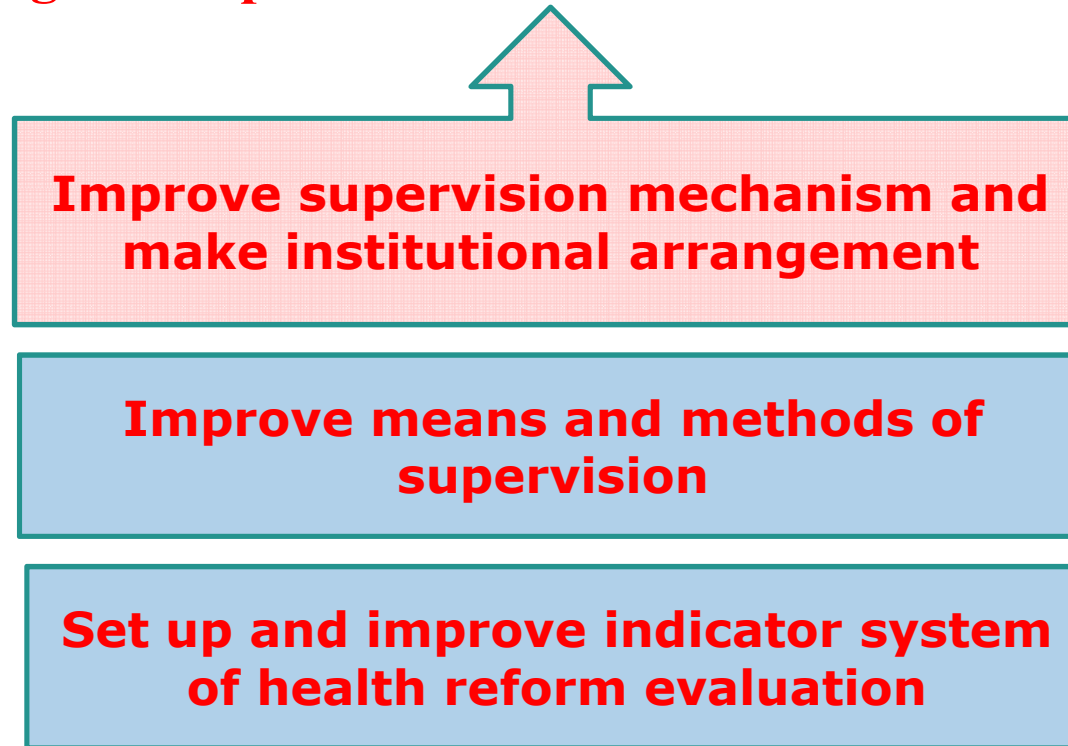 Improve supervision mechanism and
make institutional arrangement
Improve means and methods of
supervision
Set up and improve indicator system
of health reform evaluation